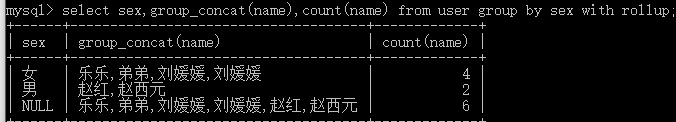 mysql> select sex,group_concat(name),count(name) from user group by sex with rollup;
+------+------------------------------------------+-------------+
| sex | group_concat(name) | count(name) |
+------+------------------------------------------+-------------+
| 女 | 乐乐,弟弟,刘媛媛,刘媛媛 | 4 |
| 男 | 赵红,赵西元 | 2 |
| NULL | 乐乐,弟弟,刘媛媛,刘媛媛,赵红,赵西元 | 6 |
+------+------------------------------------------+-------------+